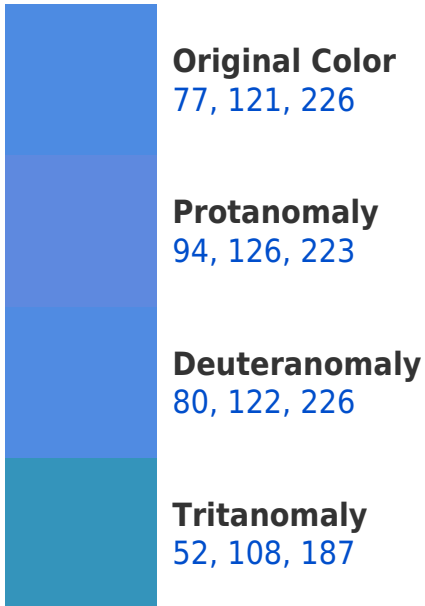 Original Color
77, 121, 226
Protanomaly
94, 126, 223
Deuteranomaly
80, 122, 226
Tritanomaly
52, 108, 187